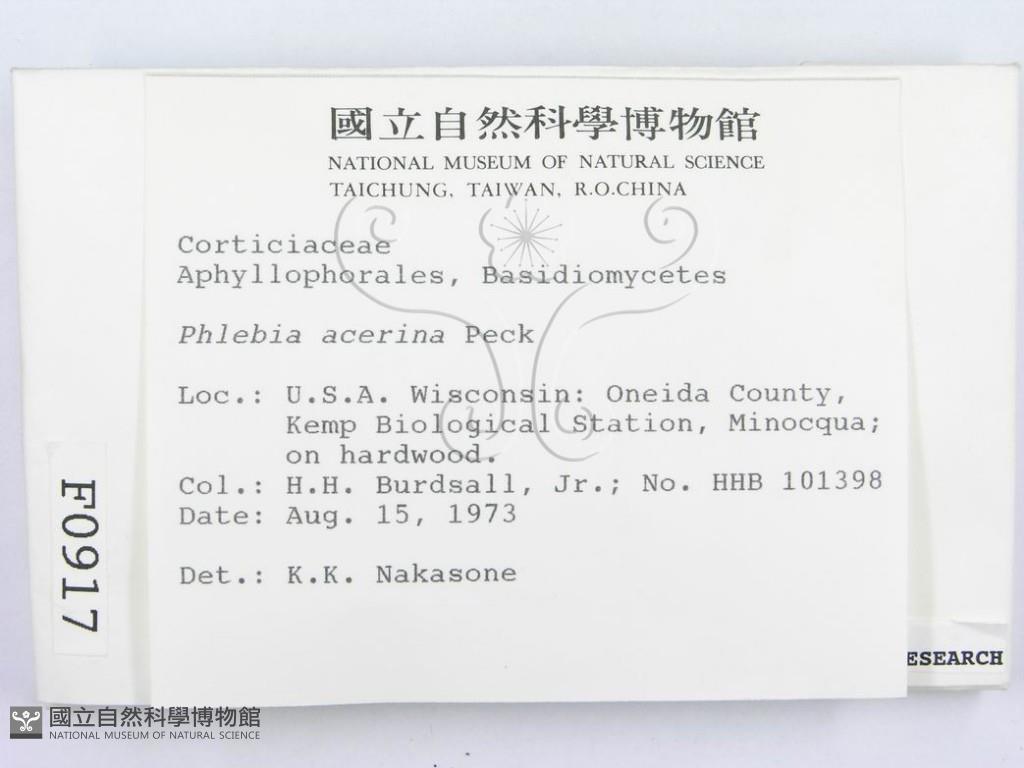 國立自然科學博物館
NATIONAL MUSEUM OF NATURAL SCIENCE
TAICHUNG, TAIWAN, R.O.CHINA
Corticiaceae
Aphyllophorales, Basidiomycetes
Phlebia acerina Peck
Loc.: U.S.A. Wisconsin: Oneida County,
Kemp Biological Station, Minocqua;
on hardwood.
Col.: H.H. Burdsall, Jr.; No. HHB 101398
Date: Aug. 15, 1973
Det.: K.K. Nakasone
F0917
ESEARCH
國立自然科學博物館
NATIONAL MUSEUM OF NATURAL SCIENCE